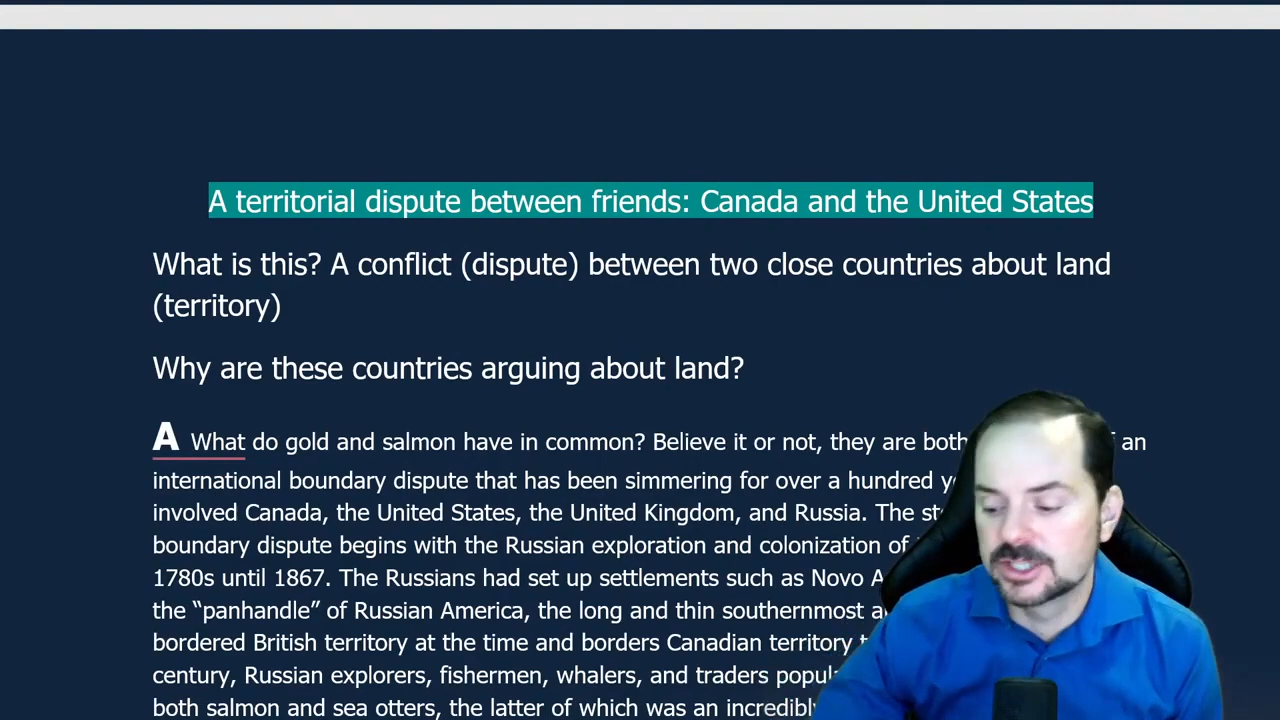 A territorial dispute between friends: Canada and the United States
What is this? A conflict (dispute) between two close countries about land
(territory)
Why are these countries arguing about land?
A What do gold and salmon have in common? Believe it or not, they are both an
international boundary dispute that has been simmering for over a hundred
involved Canada, the United States, the United Kingdom, and Russia. The
boundary dispute begins with the Russian exploration and colonization of
1780s until 1867. The Russians had set up settlements such as Novo
the “panhandle” of Russian America, the long and thin southernmost
bordered British territory at the time and borders Canadian territory
century, Russian explorers, fishermen, whalers, and traders
both salmon and sea otters, the latter of which was an incredibly